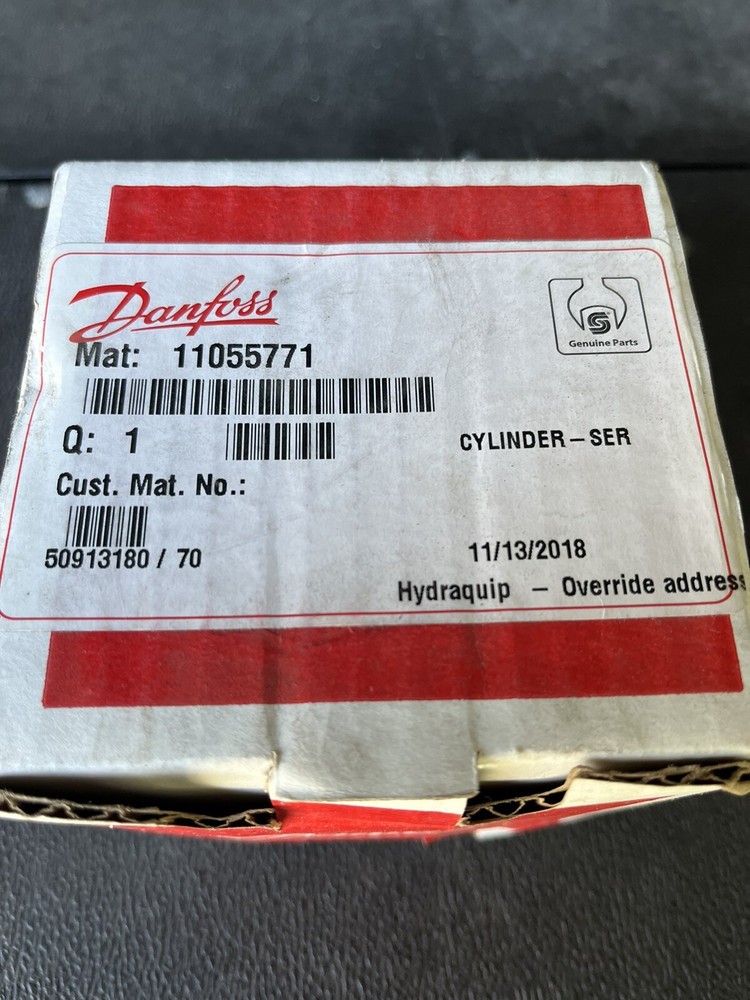 Danfoss
Genuine Parts
Mat: 11055771
Q: 1
CYLINDER – SER
Cust. Mat. No.:
50913180 / 70
11/13/2018
Hydraquip – Override address